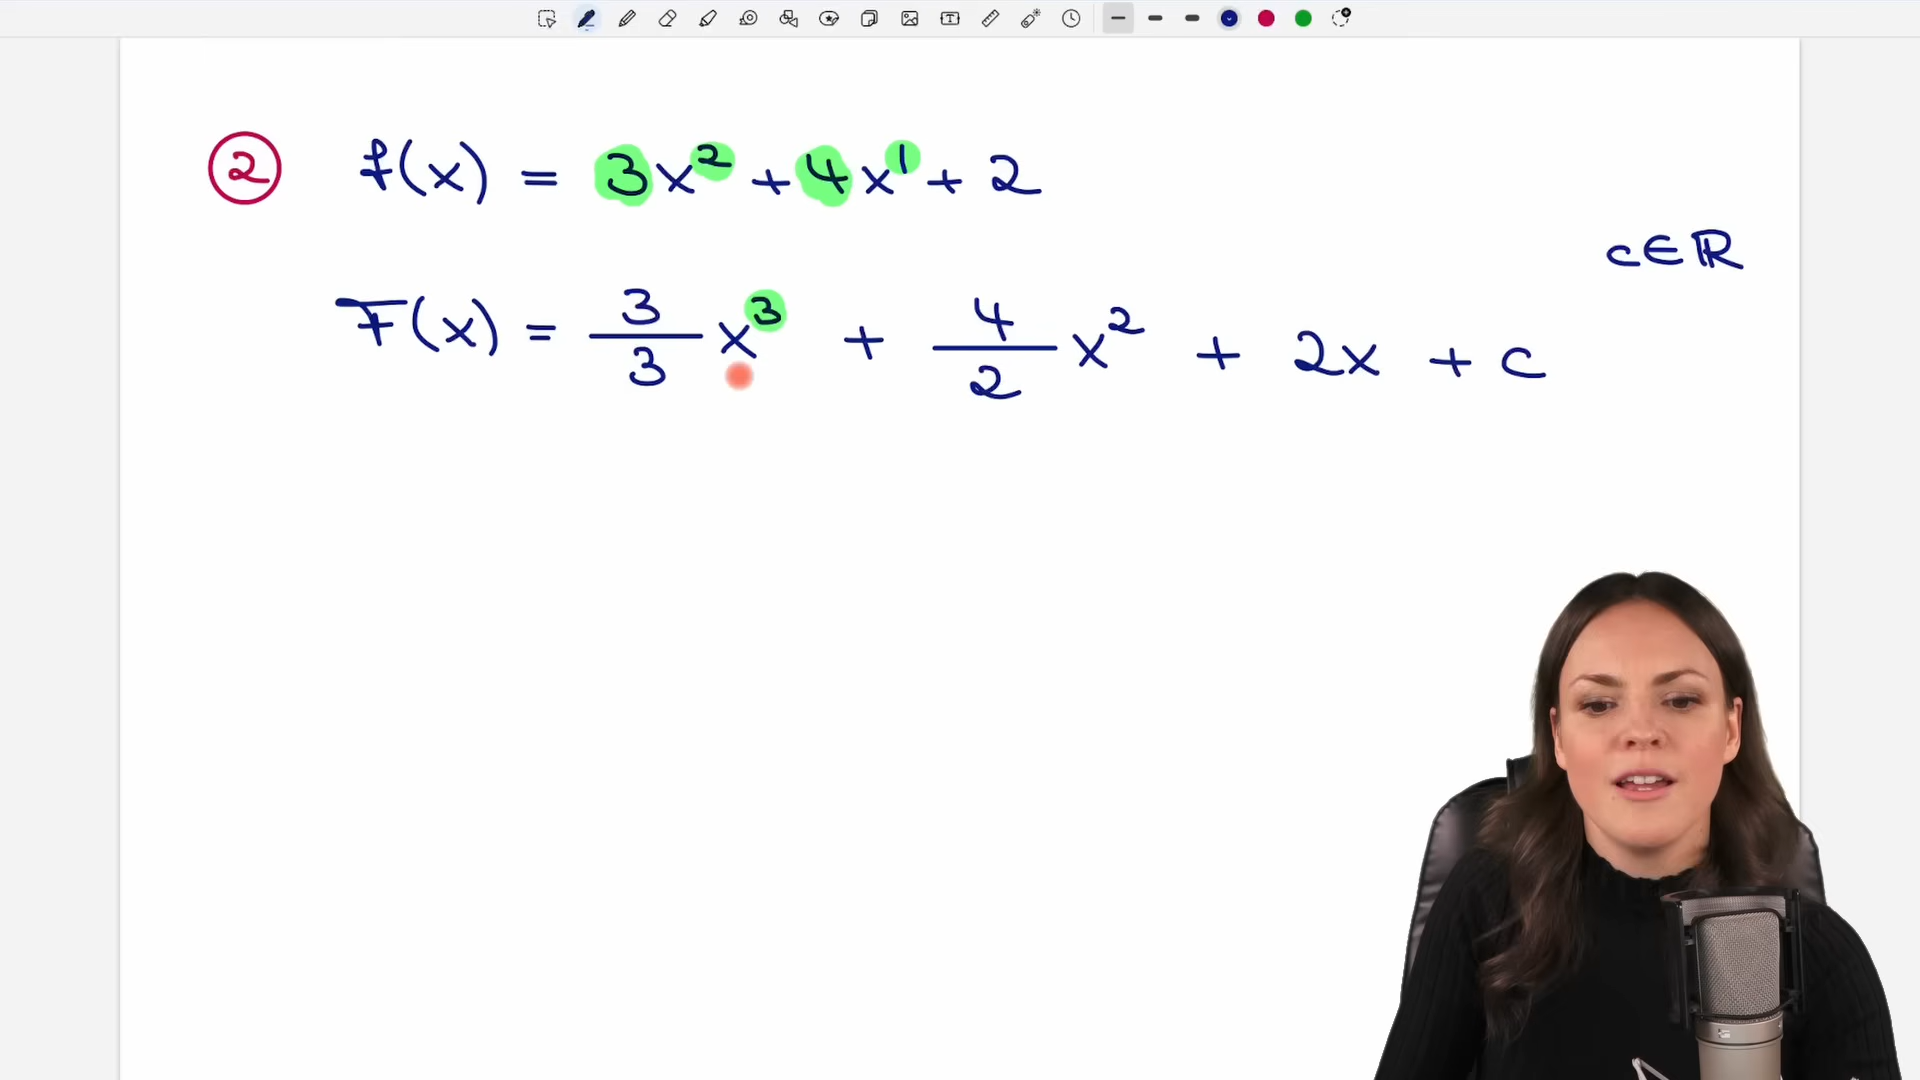 ② f(x) = 3x² + 4x¹ + 2
c∈ℝ
F(x) = 3/3 x³ + 4/2 x² + 2x + c